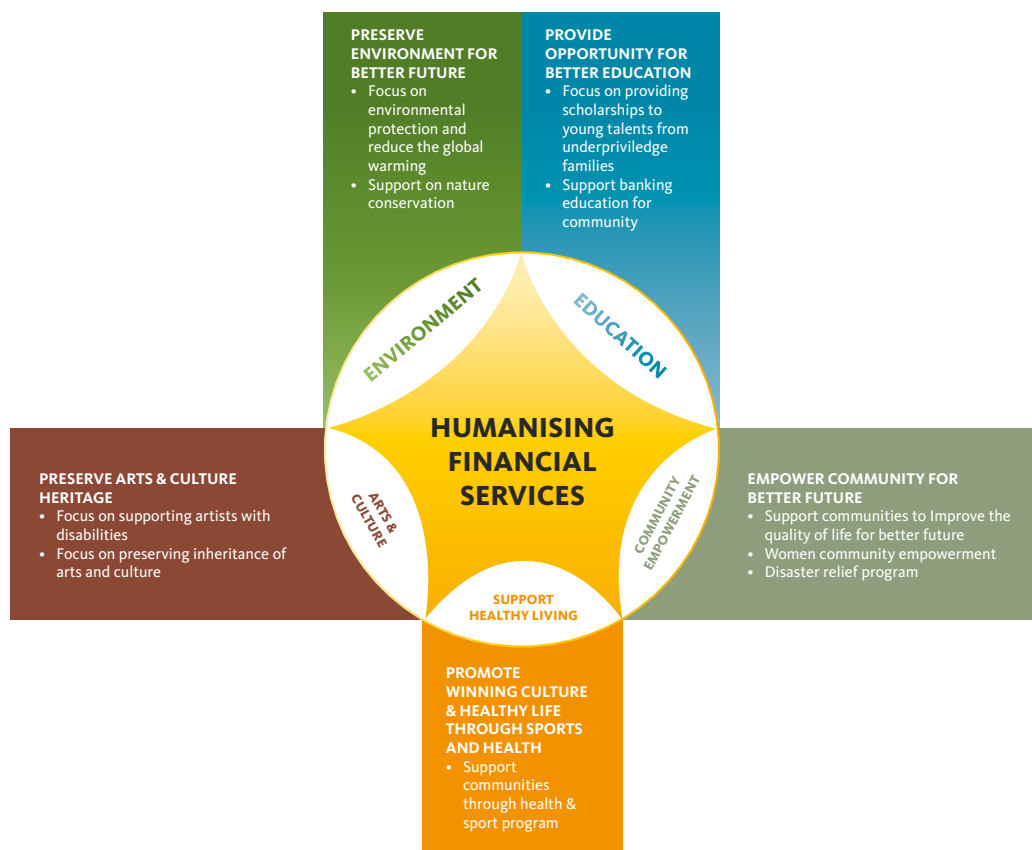 PRESERVE
ENVIRONMENT FOR
BETTER FUTURE
• Focus on
environmental
protection and
reduce the global
warming
• Support on nature
conservation
PROVIDE
OPPORTUNITY FOR
BETTER EDUCATION
• Focus on providing
scholarships to
young talents from
underpriviledge
families
• Support banking
education for
community
ENVIRONMENT
EDUCATION
HUMANISING
FINANCIAL
SERVICES
PRESERVE ARTS & CULTURE
HERITAGE
• Focus on supporting artists with
disabilities
• Focus on preserving inheritance of
arts and culture
ARTS &
CULTURE
COMMUNITY
EMPOWERMENT
EMPOWER COMMUNITY FOR
BETTER FUTURE
• Support communities to Improve the
quality of life for better future
• Women community empowerment
• Disaster relief program
SUPPORT
HEALTHY LIVING
PROMOTE
WINNING CULTURE
& HEALTHY LIFE
THROUGH SPORTS
AND HEALTH
• Support
communities
through health &
sport program